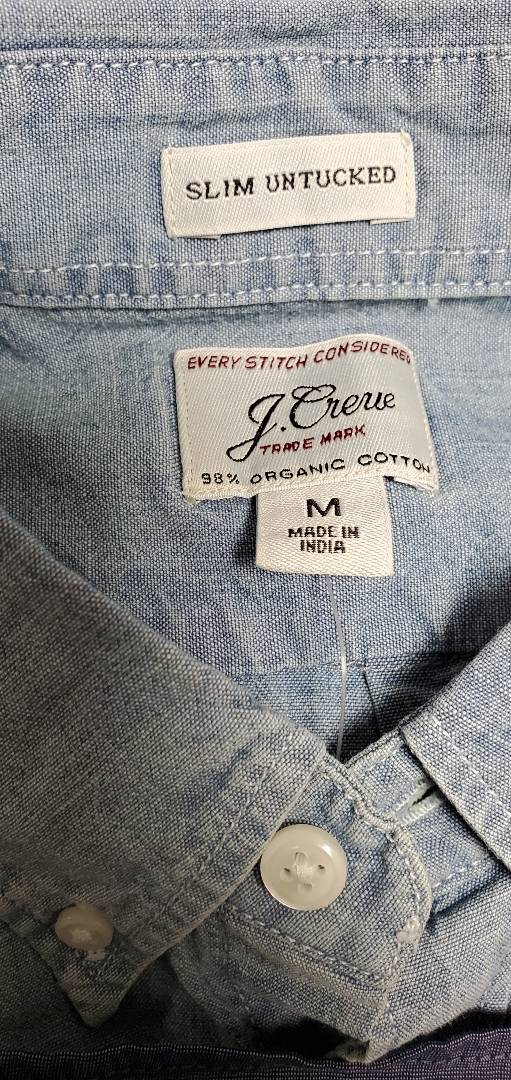 SLIM UNTUCKED
EVERY STITCH CONSIDERED
J.Crew
TRADE MARK
98% ORGANIC COTTON
M
MADE IN
INDIA